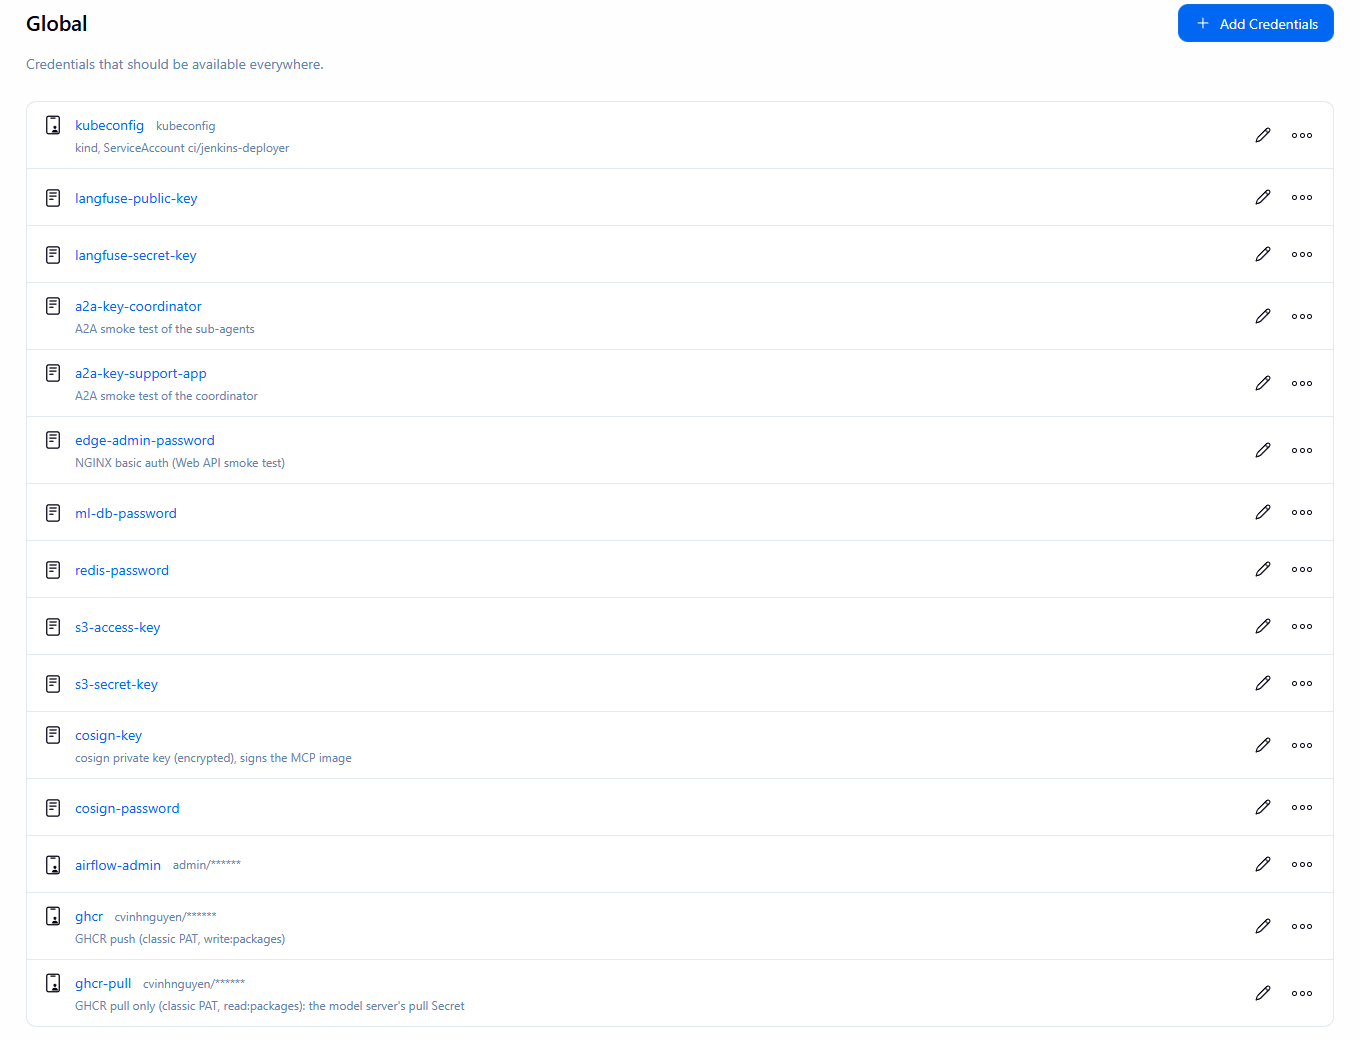 Global
+ Add Credentials
Credentials that should be available everywhere.
kubeconfig kubeconfig
kind, ServiceAccount ci/jenkins-deployer
langfuse-public-key
langfuse-secret-key
a2a-key-coordinator
A2A smoke test of the sub-agents
a2a-key-support-app
A2A smoke test of the coordinator
edge-admin-password
NGINX basic auth (Web API smoke test)
ml-db-password
redis-password
s3-access-key
s3-secret-key
cosign-key
cosign private key (encrypted), signs the MCP image
cosign-password
airflow-admin admin/******
ghcr cvinhnguyen/******
GHCR push (classic PAT, write:packages)
ghcr-pull cvinhnguyen/******
GHCR pull only (classic PAT, read:packages): the model server's pull Secret